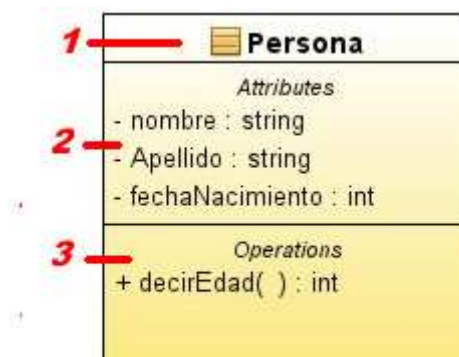 1 Persona
Attributes
- nombre : string
2 - Apellido : string
- fechaNacimiento : int
3 Operations
+ decirEdad( ) : int